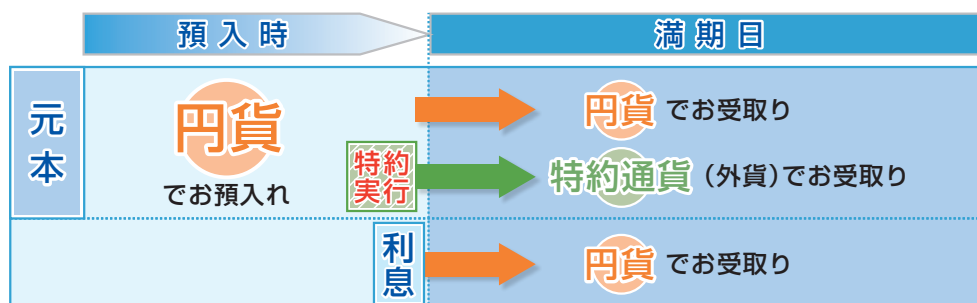 預入時
満期日
元本
円貨
でお預入れ
円貨 でお受取り
特約
実行
特約通貨（外貨）でお受取り
利息
円貨 でお受取り